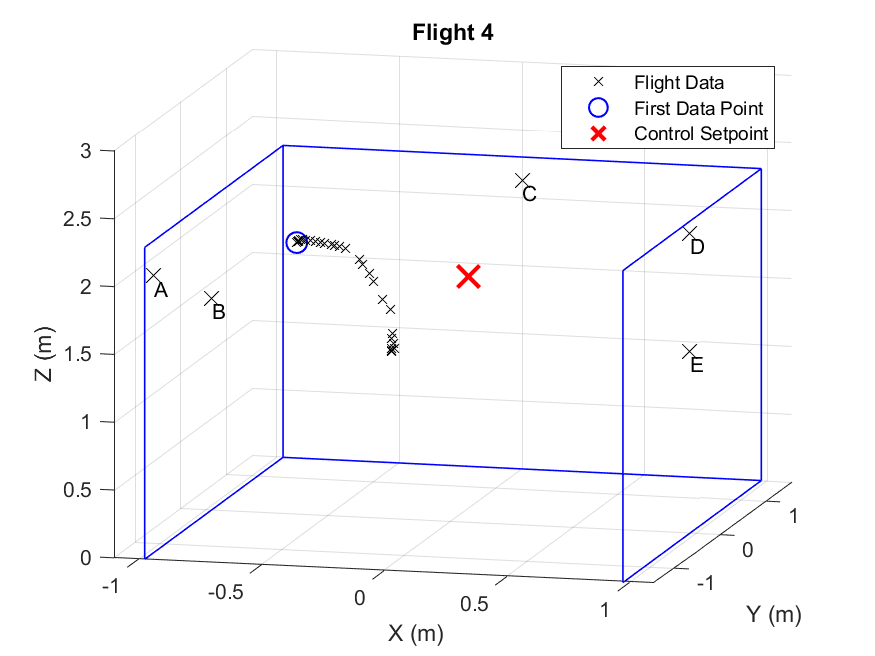 Flight 4
Flight Data
First Data Point
Control Setpoint
3
2.5
2
1.5
1
0.5
0
Z (m)
A
B
C
D
E
-1
-0.5
0
0.5
1
X (m)
-1
0
1
Y (m)